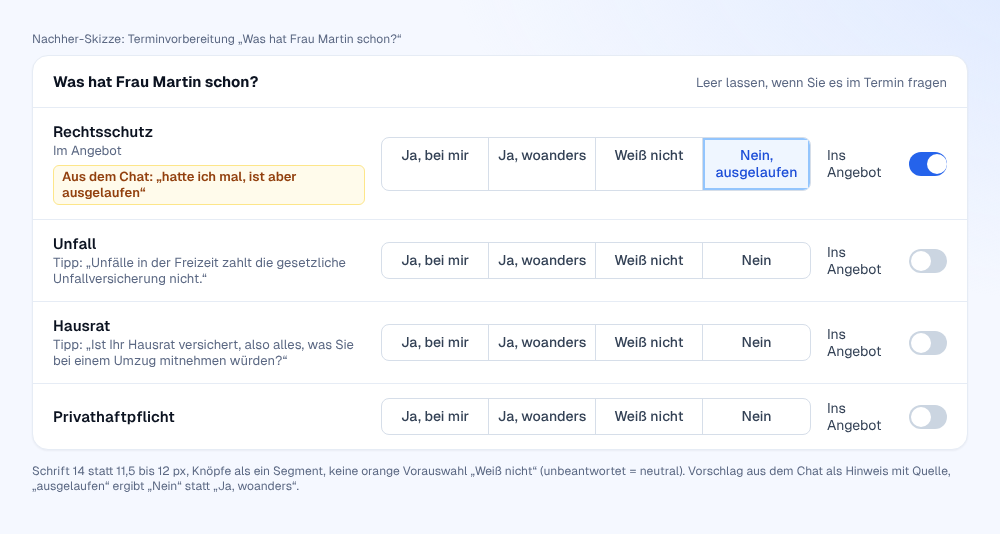 Nachher-Skizze: Terminvorbereitung „Was hat Frau Martin schon?“
Was hat Frau Martin schon?
Leer lassen, wenn Sie es im Termin fragen
Rechtsschutz
Im Angebot
Aus dem Chat: „hatte ich mal, ist aber
ausgelaufen“
Ja, bei mir
Ja, woanders
Weiß nicht
Nein,
ausgelaufen
Ins
Angebot
Unfall
Tipp: „Unfälle in der Freizeit zahlt die gesetzliche
Unfallversicherung nicht.“
Ja, bei mir
Ja, woanders
Weiß nicht
Nein
Ins
Angebot
Hausrat
Tipp: „Ist Ihr Hausrat versichert, also alles, was Sie
bei einem Umzug mitnehmen würden?“
Ja, bei mir
Ja, woanders
Weiß nicht
Nein
Ins
Angebot
Privathaftpflicht
Ja, bei mir
Ja, woanders
Weiß nicht
Nein
Ins
Angebot
Schrift 14 statt 11,5 bis 12 px, Knöpfe als ein Segment, keine orange Vorauswahl „Weiß nicht“ (unbeantwortet = neutral). Vorschlag aus dem Chat als Hinweis mit Quelle,
„ausgelaufen“ ergibt „Nein“ statt „Ja, woanders“.